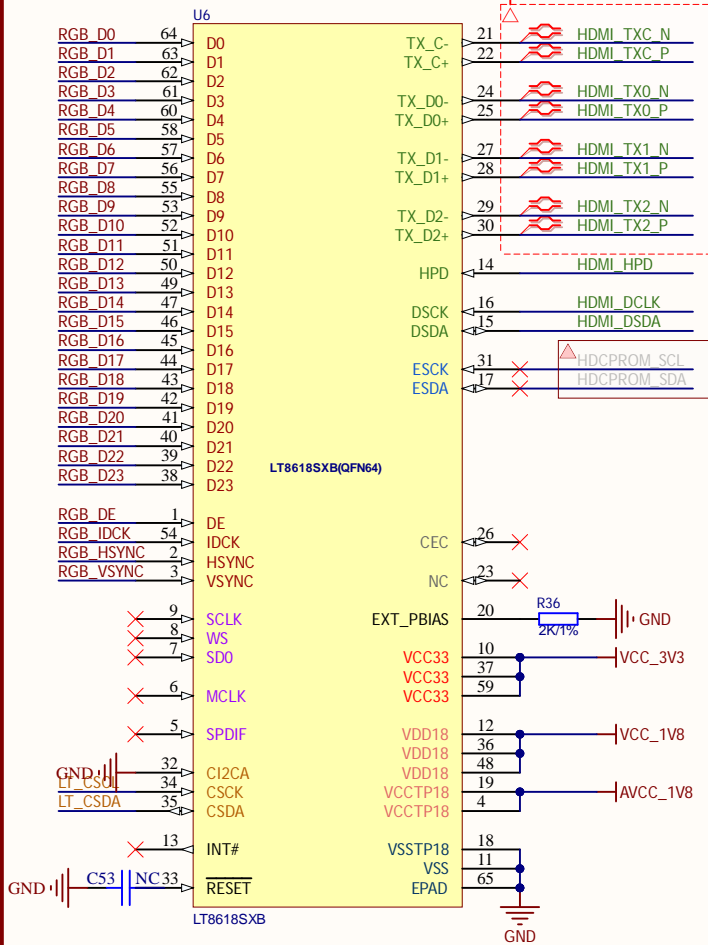 U6
RGB_D0 64 D0 TX_C- 21 HDMI_TXC_N
RGB_D1 63 D1 TX_C+ 22 HDMI_TXC_P
RGB_D2 62 D2
RGB_D3 61 D3 TX_D0- 24 HDMI_TX0_N
RGB_D4 60 D4 TX_D0+ 25 HDMI_TX0_P
RGB_D5 58 D5
RGB_D6 57 D6 TX_D1- 27 HDMI_TX1_N
RGB_D7 56 D7 TX_D1+ 28 HDMI_TX1_P
RGB_D8 55 D8
RGB_D9 53 D9 TX_D2- 29 HDMI_TX2_N
RGB_D10 52 D10 TX_D2+ 30 HDMI_TX2_P
RGB_D11 51 D11
RGB_D12 50 D12 HPD 14 HDMI_HPD
RGB_D13 49 D13
RGB_D14 47 D14 DSCK 16 HDMI_DCLK
RGB_D15 46 D15 DSDA 15 HDMI_DSDA
RGB_D16 45 D16
RGB_D17 44 D17 ESCK 31 HDCPROM_SCL
RGB_D18 43 D18 ESDA 17 HDCPROM_SDA
RGB_D19 42 D19
RGB_D20 41 D20
RGB_D21 40 D21
RGB_D22 39 D22
LT8618SXB(QFN64)
RGB_D23 38 D23
RGB_DE 1 DE
RGB_IDCK 54 IDCK CEC 26
RGB_HSYNC 2 HSYNC
RGB_VSYNC 3 VSYNC NC 23
R36
9 SCLK EXT_PBIAS 20 GND
2K/1%
8 WS
7 SD0 VCC33 10 VCC_3V3
VCC33 37
6 MCLK VCC33 59
5 SPDIF VDD18 12 VCC_1V8
VDD18 36
GND 32 CI2CA VDD18 48
LT_CSCL 34 CSCK VCCTP18 19 AVCC_1V8
LT_CSDA 35 CSDA VCCTP18 4
13 INT# VSSTP18 18
VSS 11
GND C53 NC 33 RESET EPAD 65
LT8618SXB
GND